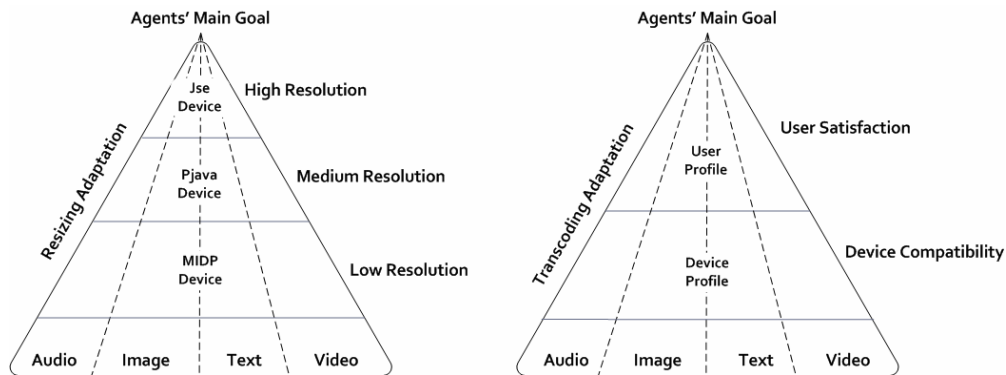 Agents' Main Goal
Jse
Device
High Resolution
Resizing Adaptation
Pjava
Device
Medium Resolution
MIDP
Device
Low Resolution
Audio Image Text Video
Agents' Main Goal
User Satisfaction
Transcoding Adaptation
User
Profile
Device
Profile
Device Compatibility
Audio Image Text Video